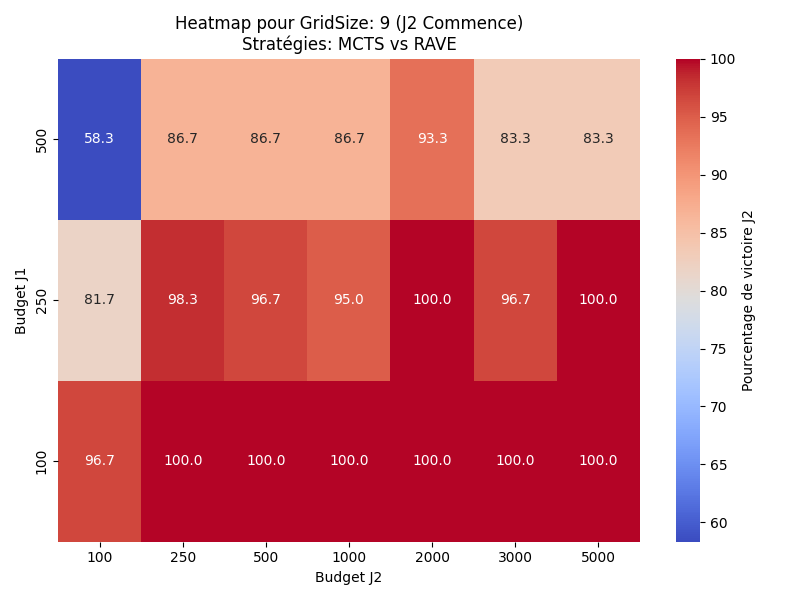 Heatmap pour GridSize: 9 (J2 Commence)
Stratégies: MCTS vs RAVE
Budget J1
500
58.3 86.7 86.7 86.7 93.3 83.3 83.3
250
81.7 98.3 96.7 95.0 100.0 96.7 100.0
100
96.7 100.0 100.0 100.0 100.0 100.0 100.0
100 250 500 1000 2000 3000 5000
Budget J2
100
95
90
85
80
75
70
65
60
Pourcentage de victoire J2